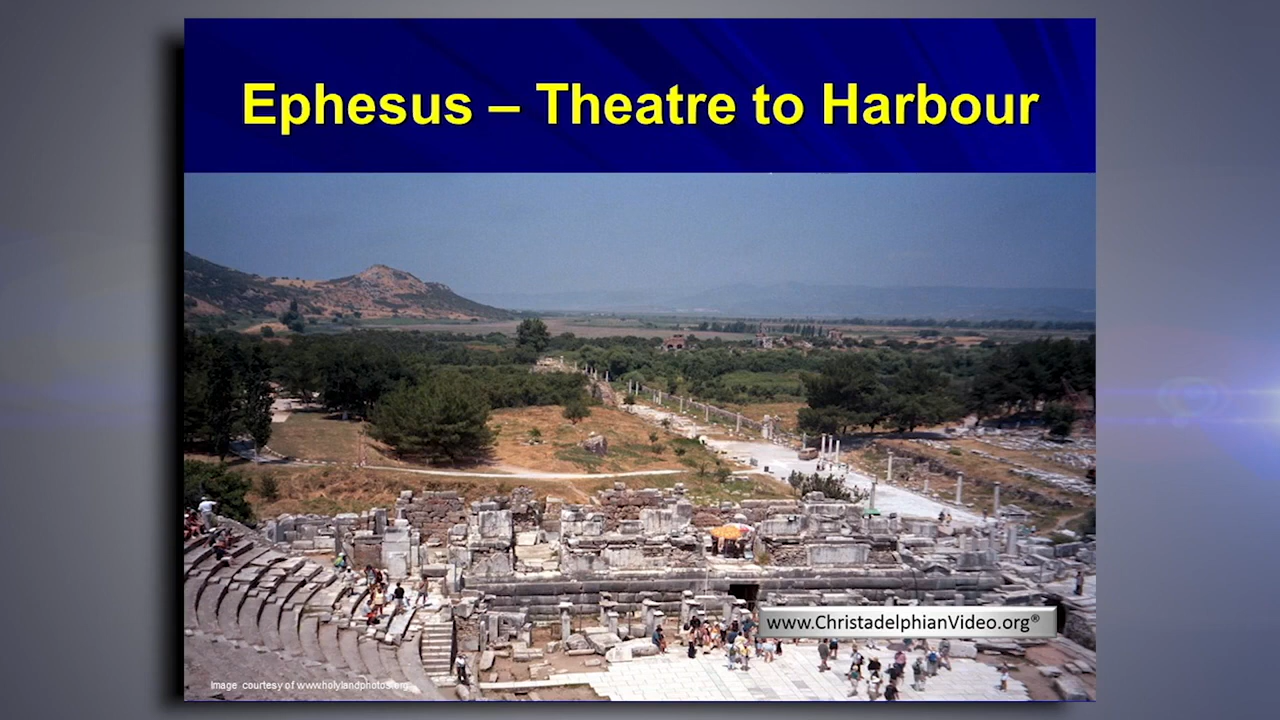 Ephesus – Theatre to Harbour
www.ChristadelphianVideo.org®
Image courtesy of www.holylandphotos.org